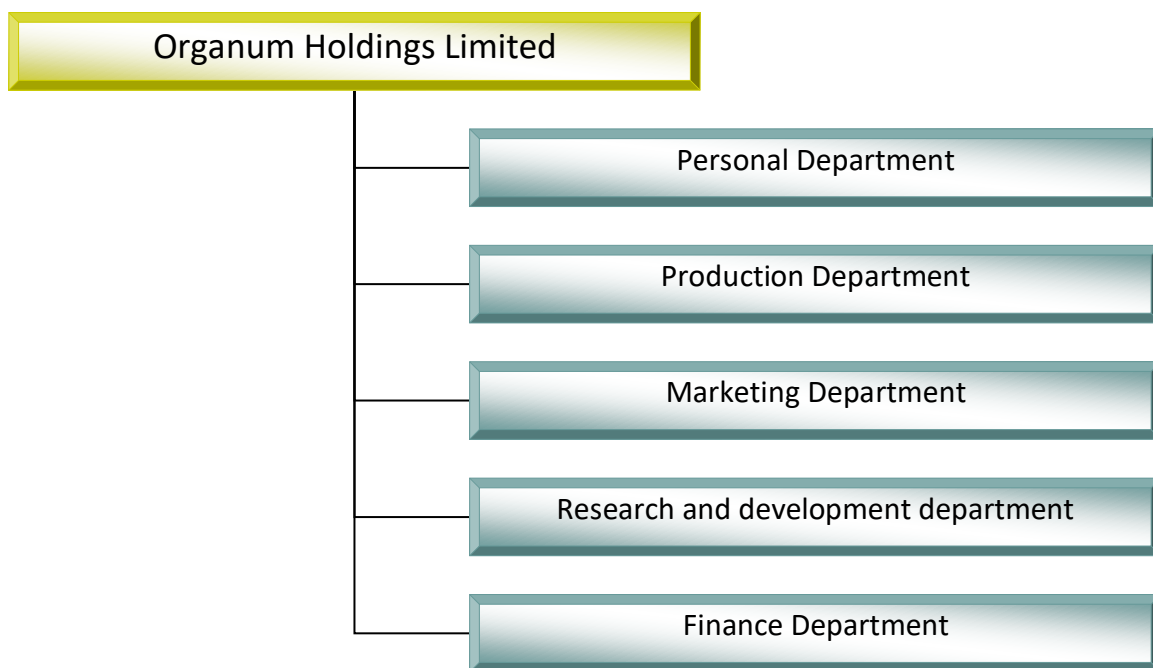 Organum Holdings Limited
Personal Department
Production Department
Marketing Department
Research and development department
Finance Department